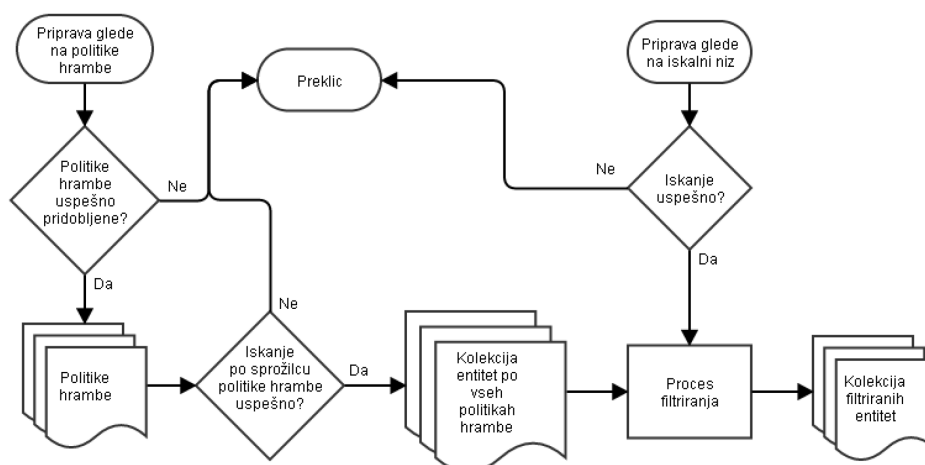 Priprava glede
na politike
hrambe
Preklic
Priprava glede
na iskalni niz
Politike
hrambe
uspešno
pridobljene?
Ne
Ne
Iskanje
uspešno?
Da
Da
Ne
Politike
hrambe
Iskanje
po sprožilcu
politike hrambe
uspešno?
Da
Kolekcija
entitet po
vseh
politikah
hrambe
Proces
filtriranja
Kolekcija
filtriranih
entitet